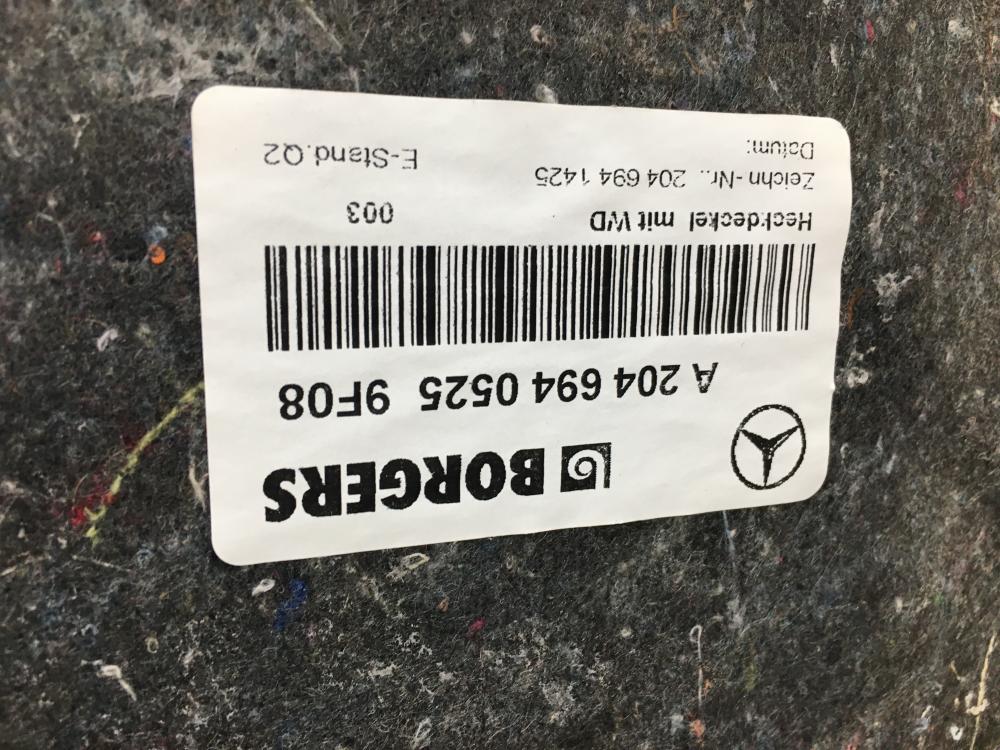 BORGERS
A 204 694 0525 9F08
Heckdeckel mit WD 003
Zeichn-Nr.. 204 694 1425
Datum: E-Stand.Q2